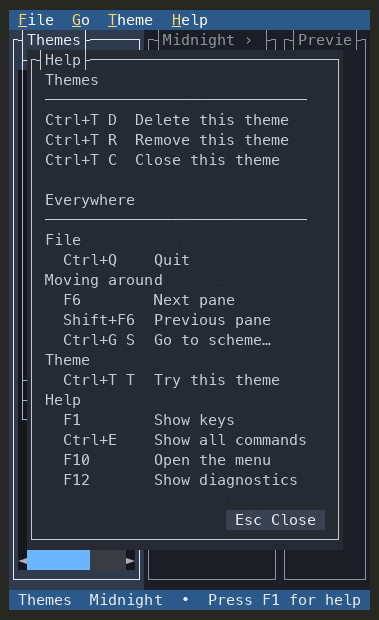 File  Go  Theme  Help
Themes  Midnight ›  Previe
Help
Themes
Ctrl+T D  Delete this theme
Ctrl+T R  Remove this theme
Ctrl+T C  Close this theme
Everywhere
File
Ctrl+Q    Quit
Moving around
F6        Next pane
Shift+F6  Previous pane
Ctrl+G S  Go to scheme…
Theme
Ctrl+T T  Try this theme
Help
F1        Show keys
Ctrl+E    Show all commands
F10       Open the menu
F12       Show diagnostics
Esc Close
Themes  Midnight  •  Press F1 for help